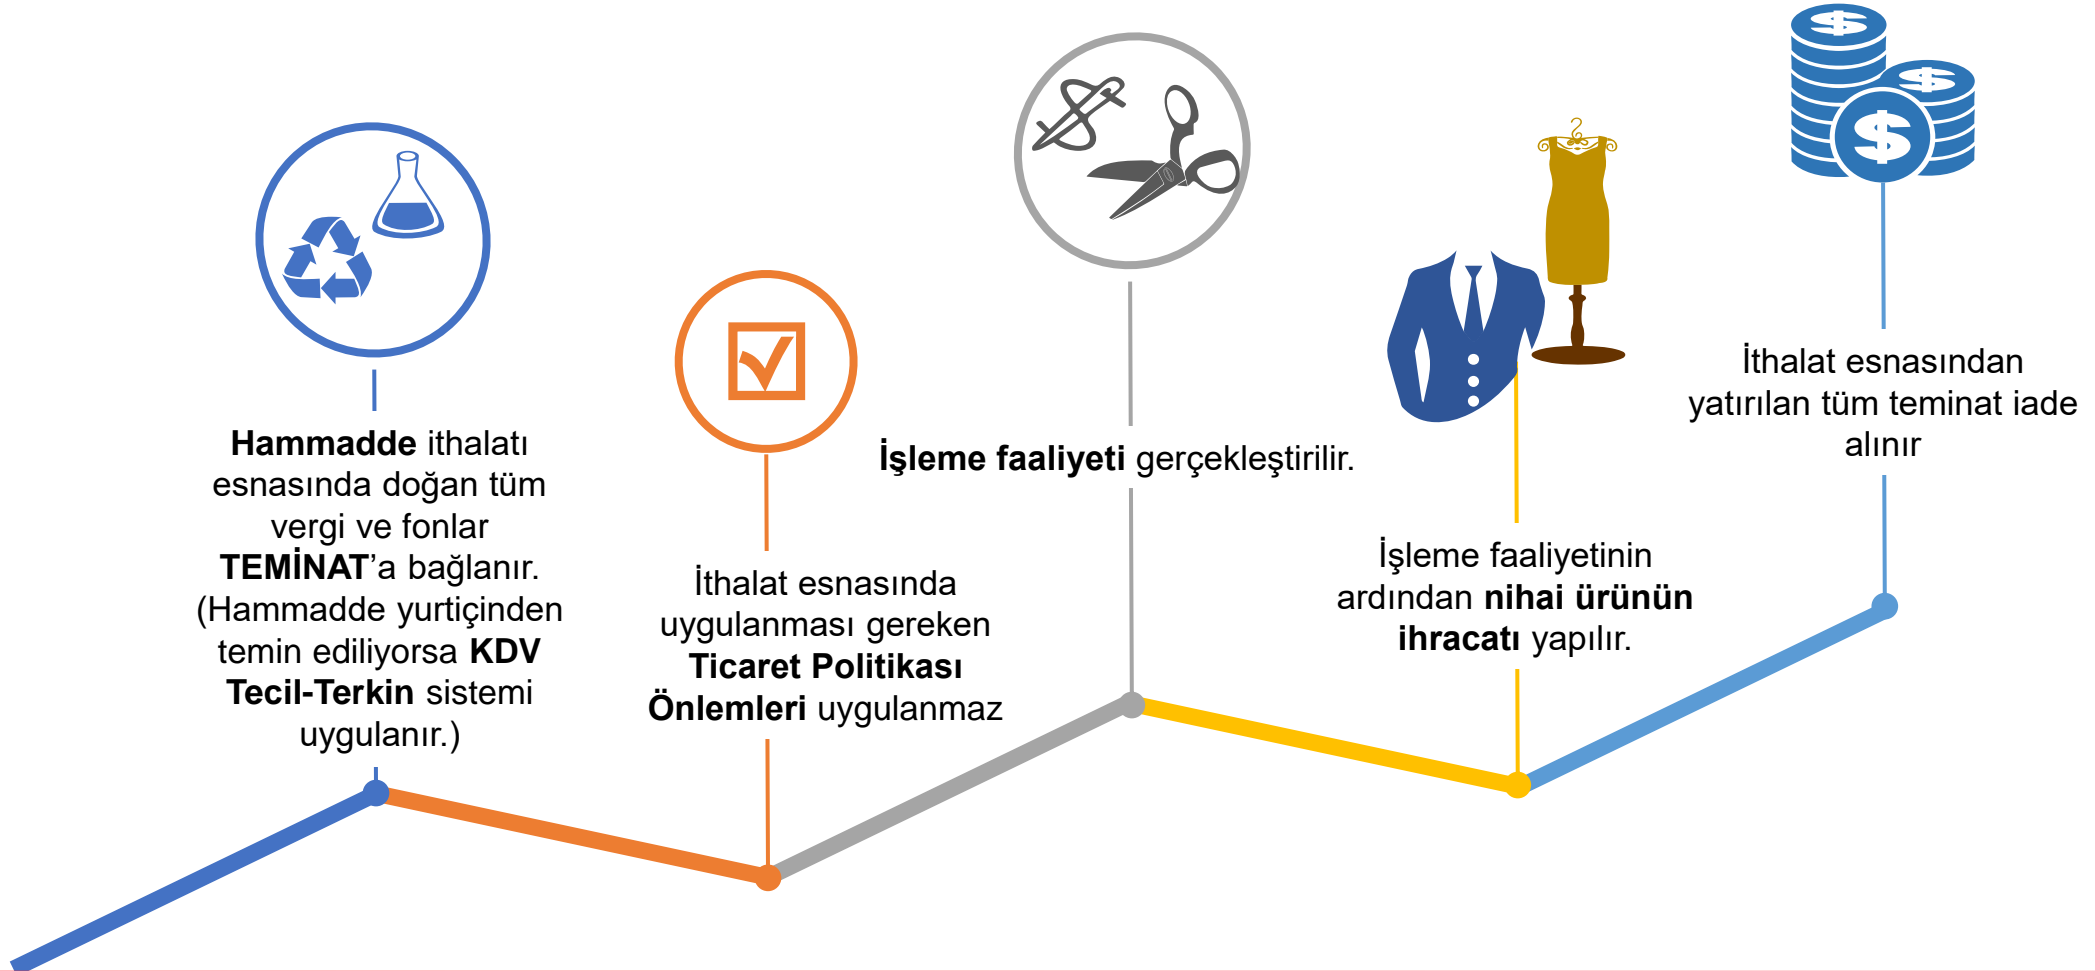 Hammadde ithalatı
esnasında doğan tüm
vergi ve fonlar
TEMİNAT’a bağlanır.
(Hammadde yurtiçinden
temin ediliyorsa KDV
Tecil-Terkin sistemi
uygulanır.)
İthalat esnasında
uygulanması gereken
Ticaret Politikası
Önlemleri uygulanmaz
İşleme faaliyeti gerçekleştirilir.
İşleme faaliyetinin
ardından nihai ürünün
ihracatı yapılır.
İthalat esnasından
yatırılan tüm teminat iade
alınır